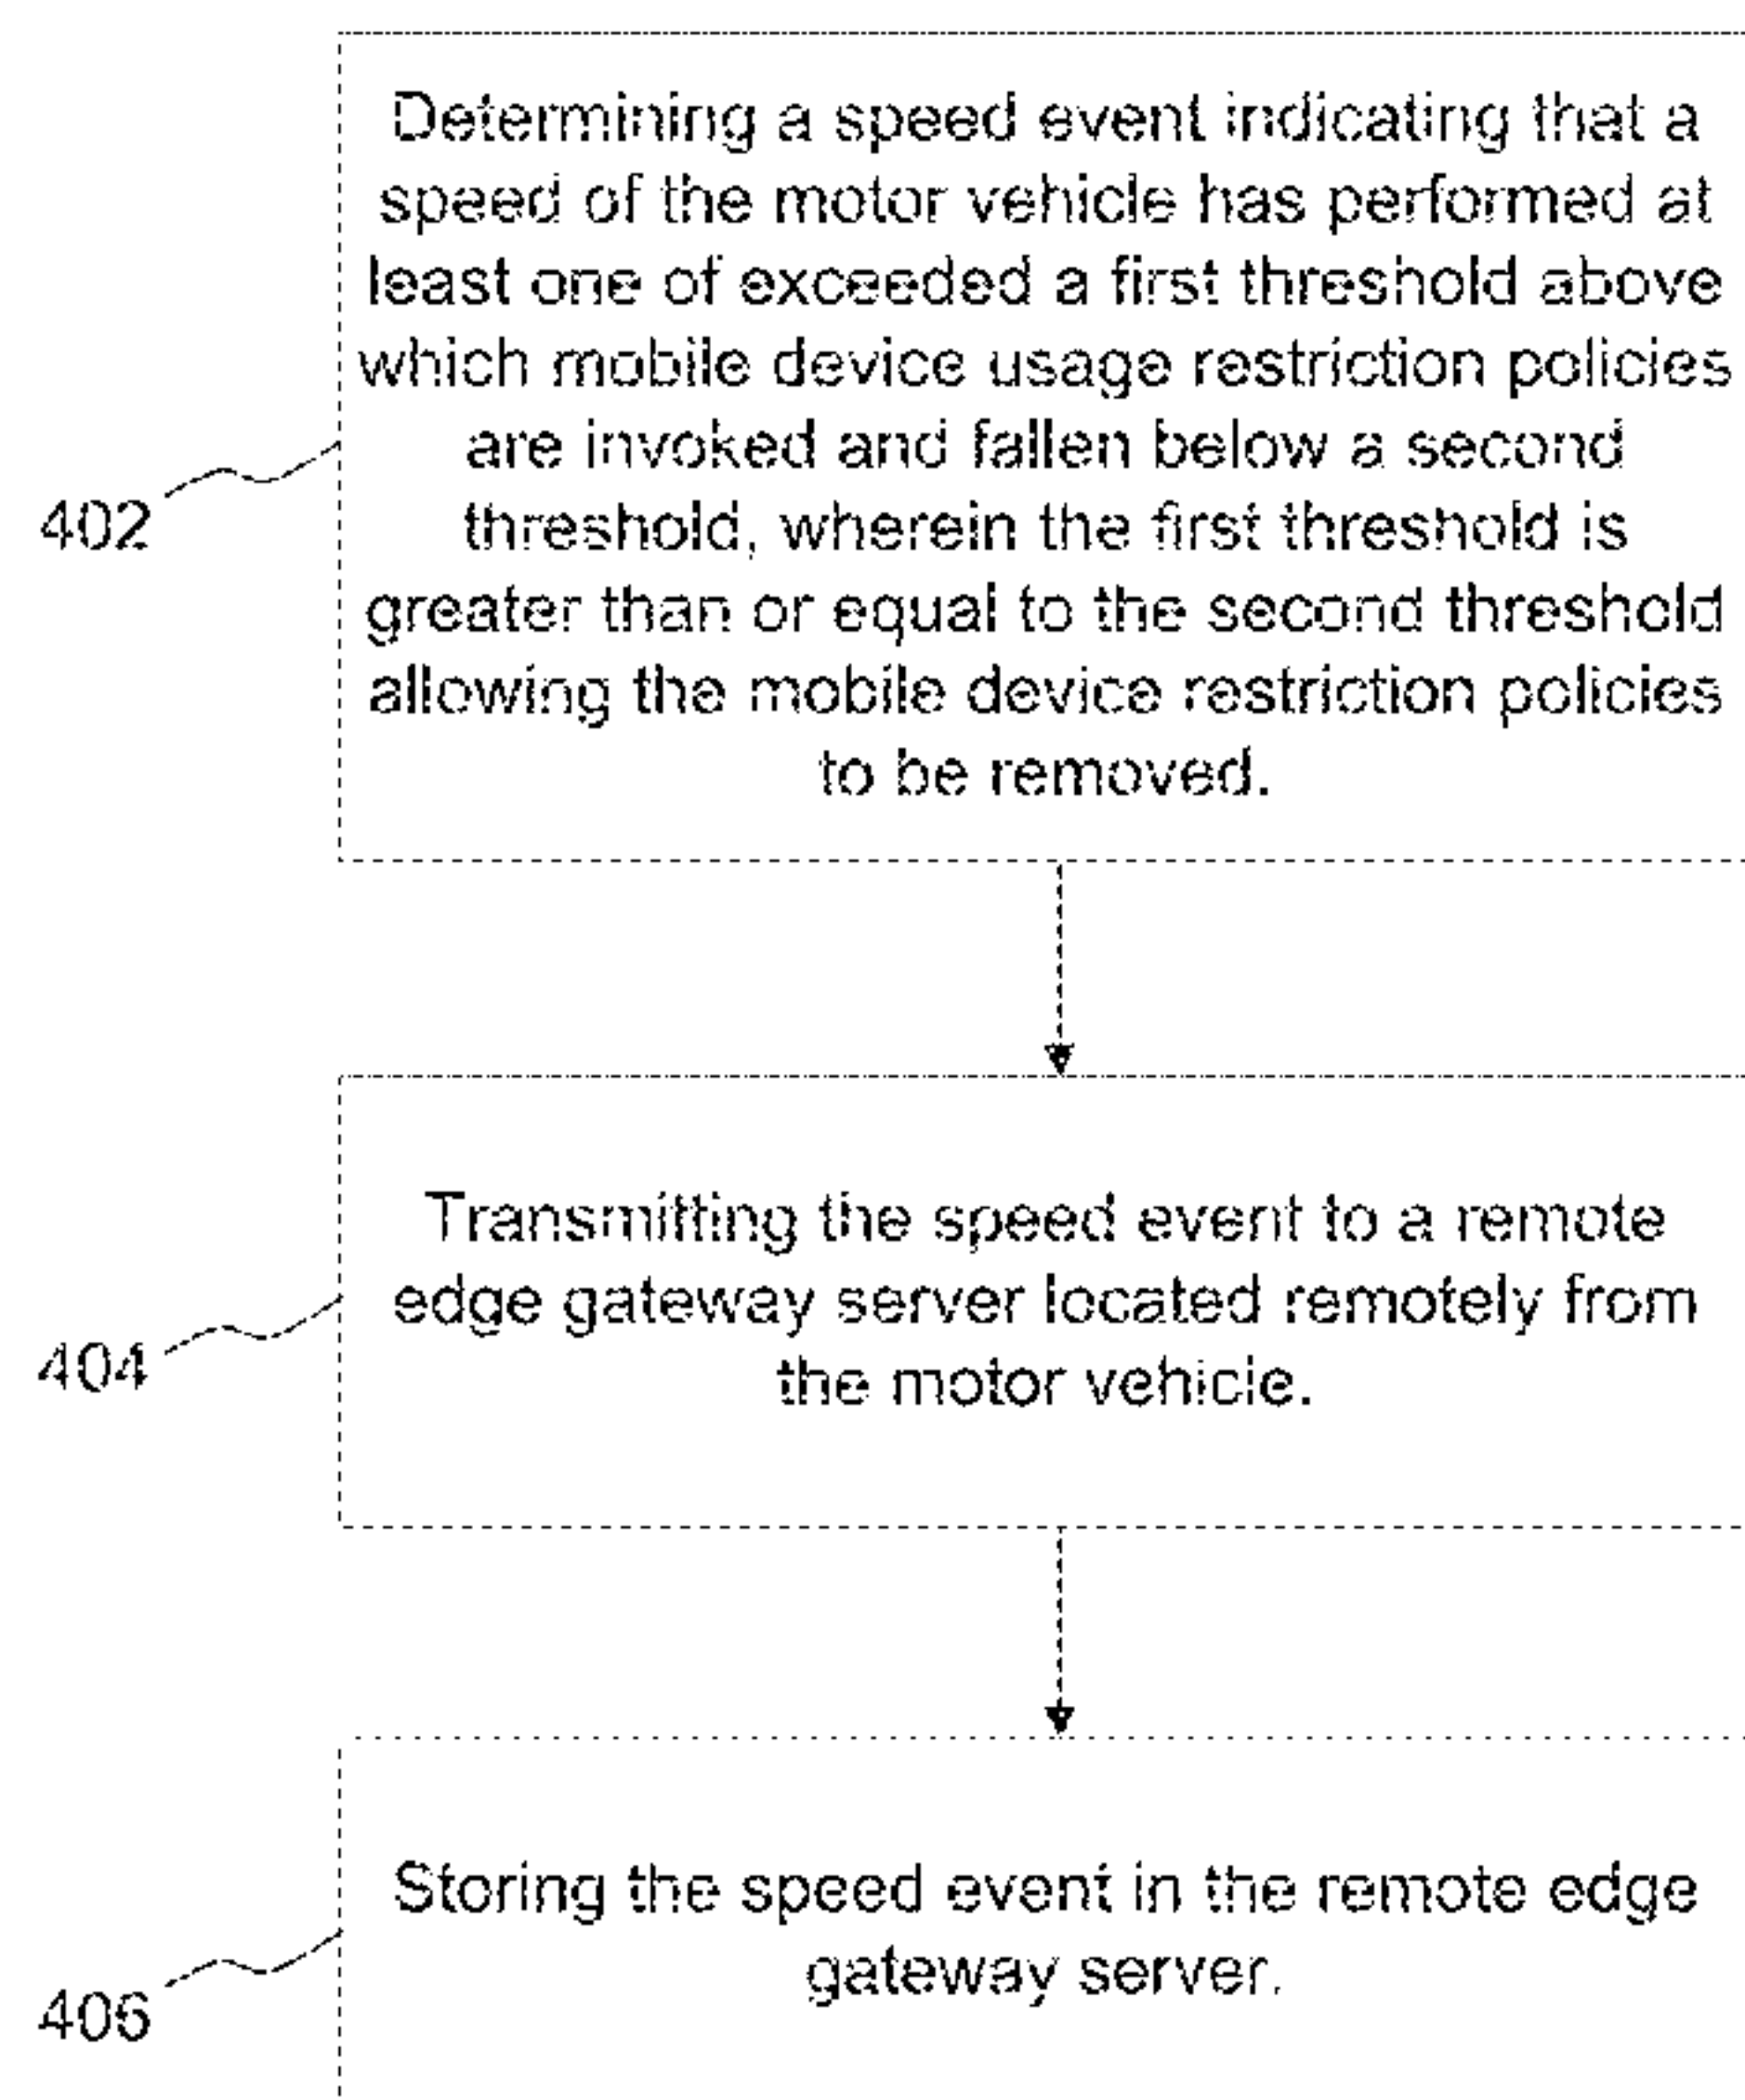 Determining a speed event indicating that a
speed of the motor vehicle has performed at
least one of exceeded a first threshold above
which mobile device usage restriction policies
are invoked and fallen below a second
threshold, wherein the first threshold is
greater than or equal to the second threshold
allowing the mobile device restriction policies
to be removed.
402
Transmitting the speed event to a remote
edge gateway server located remotely from
the motor vehicle.
404
Storing the speed event in the remote edge
gateway server.
406